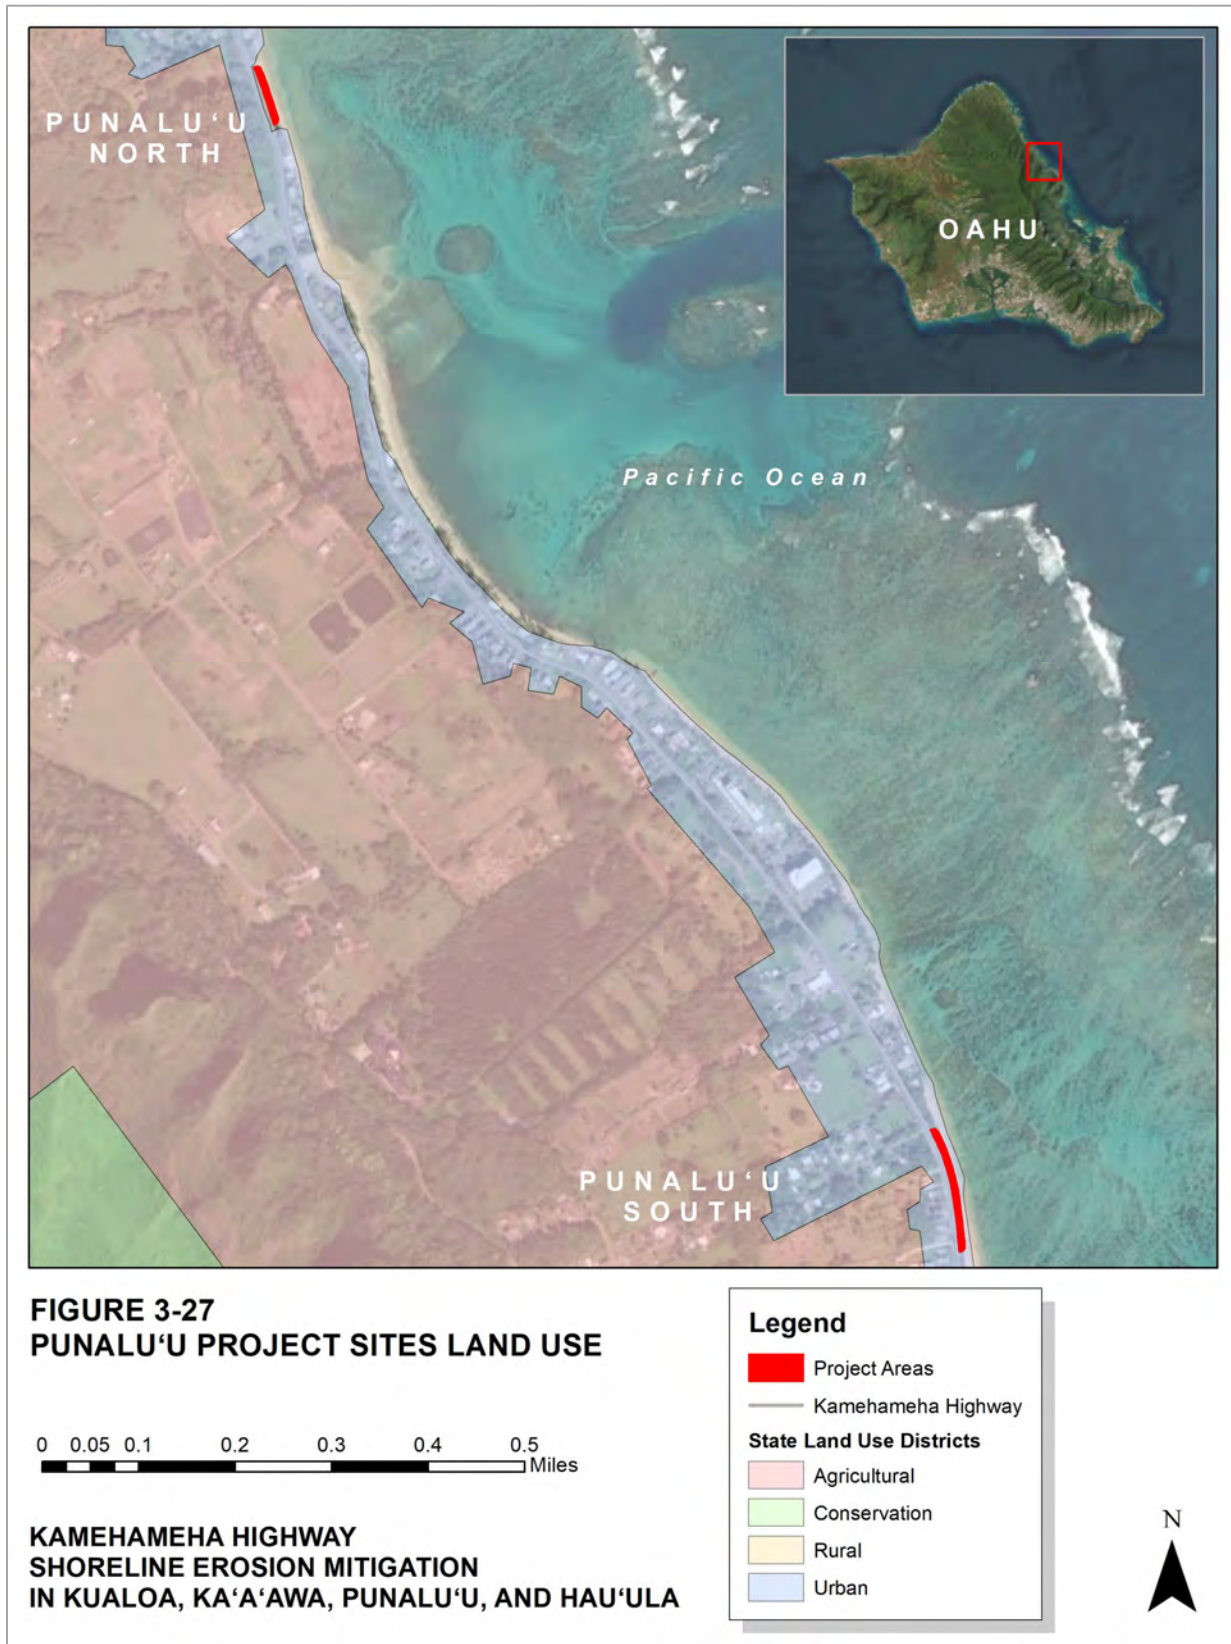 PUNALU‘U
NORTH
OAHU
Pacific Ocean
PUNALU‘U
SOUTH
FIGURE 3-27
PUNALU‘U PROJECT SITES LAND USE
0 0.05 0.1 0.2 0.3 0.4 0.5
Miles
KAMEHAMEHA HIGHWAY
SHORELINE EROSION MITIGATION
IN KUALOA, KA‘A‘AWA, PUNALU‘U, AND HAU‘ULA
Legend
Project Areas
Kamehameha Highway
State Land Use Districts
Agricultural
Conservation
Rural
Urban
N